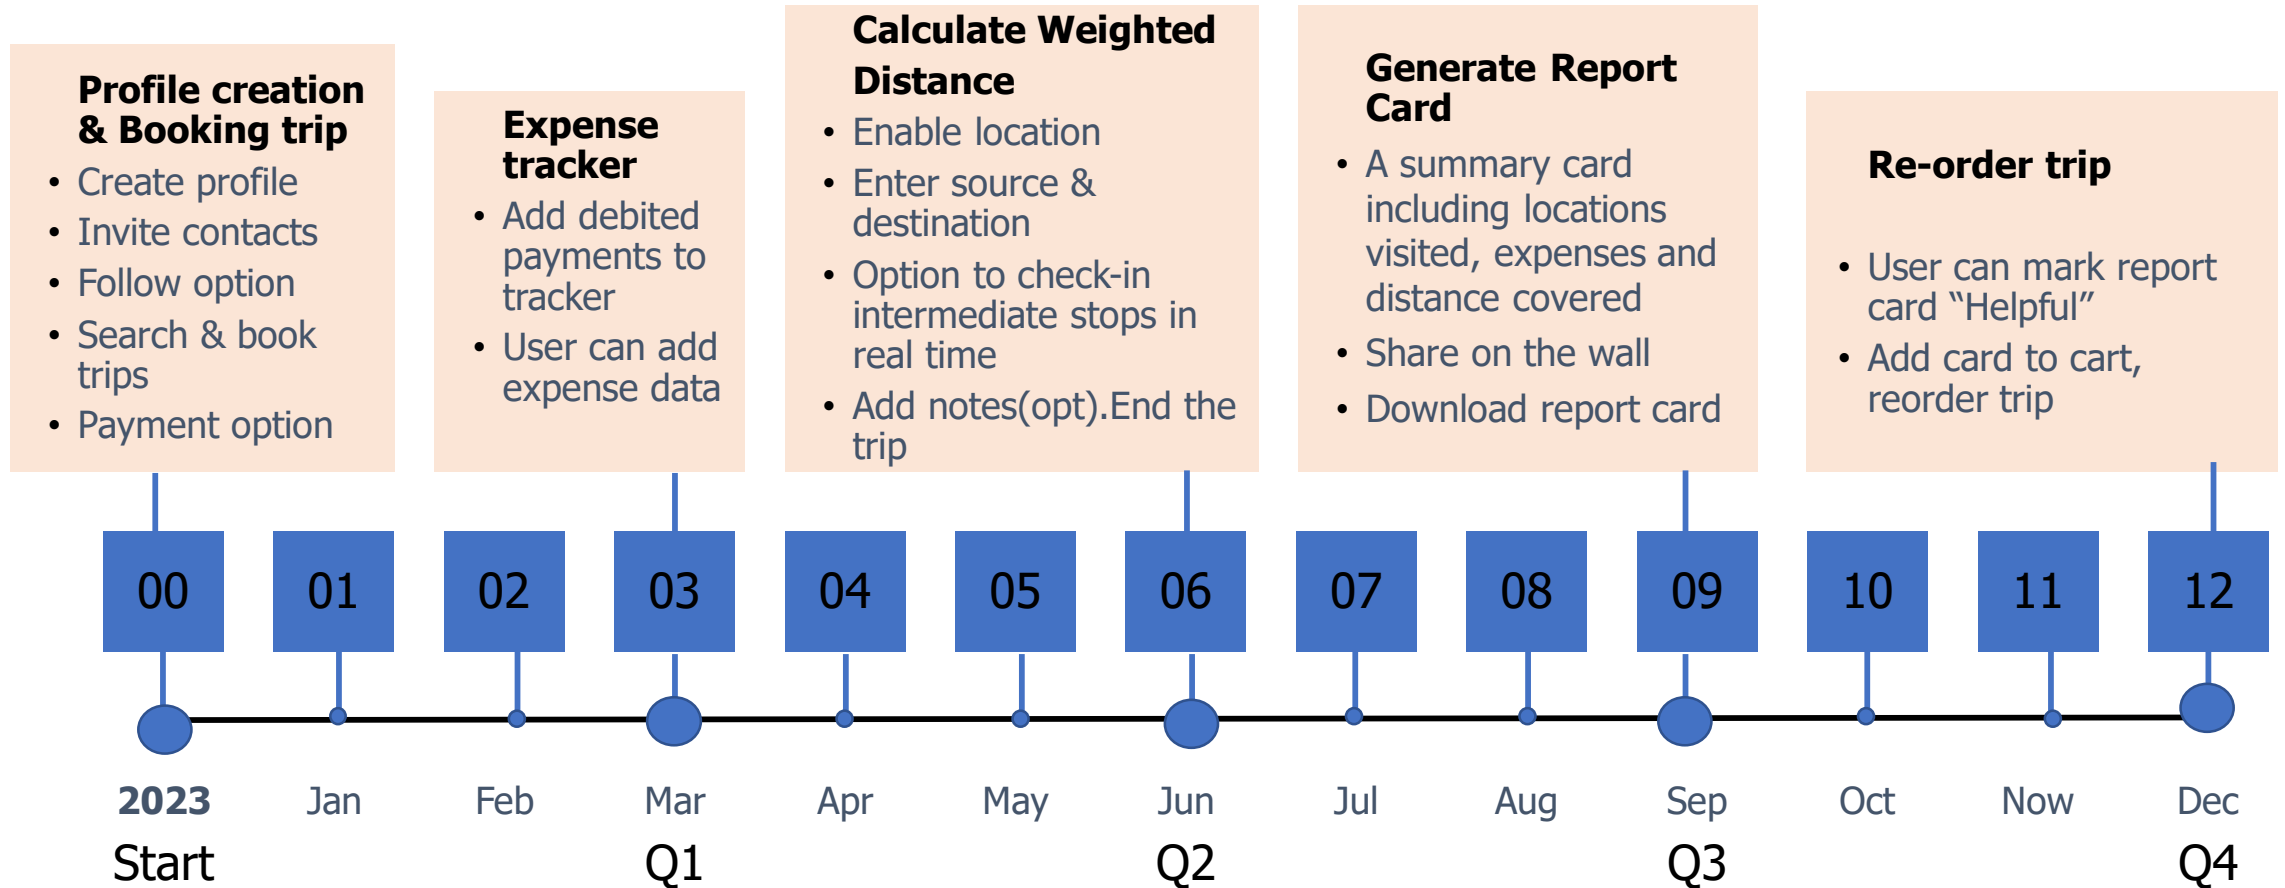 Profile creation
& Booking trip
• Create profile
• Invite contacts
• Follow option
• Search & book
trips
• Payment option
Expense
tracker
• Add debited
payments to
tracker
• User can add
expense data
Calculate Weighted
Distance
• Enable location
• Enter source &
destination
• Option to check-in
intermediate stops in
real time
• Add notes(opt).End the
trip
Generate Report
Card
• A summary card
including locations
visited, expenses and
distance covered
• Share on the wall
• Download report card
Re-order trip
• User can mark report
card “Helpful”
• Add card to cart,
reorder trip
00 01 02 03 04 05 06 07 08 09 10 11 12
2023 Jan Feb Mar Apr May Jun Jul Aug Sep Oct Now Dec
Start Q1 Q2 Q3 Q4